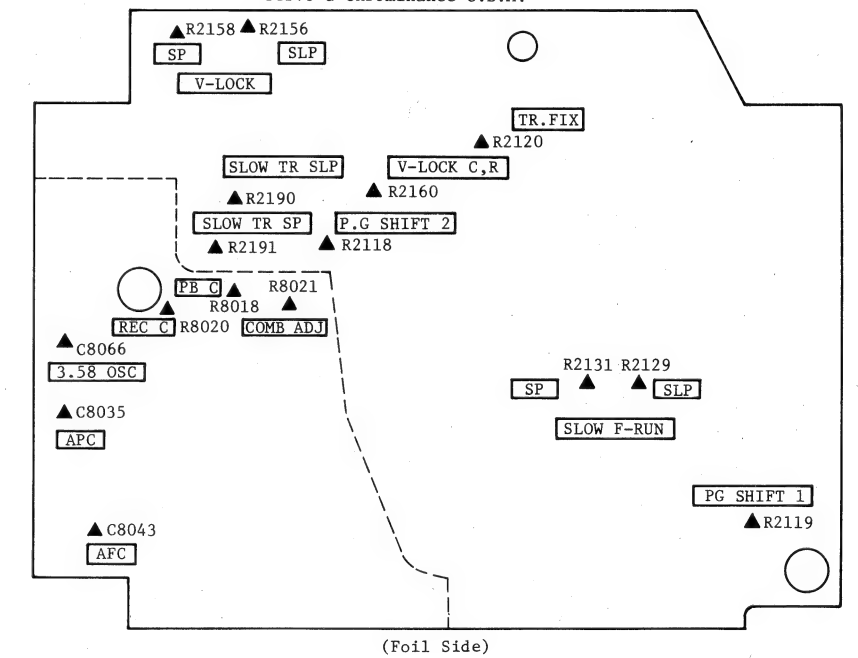 R2158 R2156
SP SLP
V-LOCK
TR.FIX
R2120
SLOW TR SLP V-LOCK C,R
R2190 R2160
SLOW TR SP P.G SHIFT 2
R2191 R2118
PB C R8021
R8018
REC C R8020 COMB ADJ
C8066
3.58 OSC
R2131 R2129
SP SLP
C8035
SLOW F-RUN
APC
PG SHIFT 1
R2119
C8043
AFC
(Foil Side)